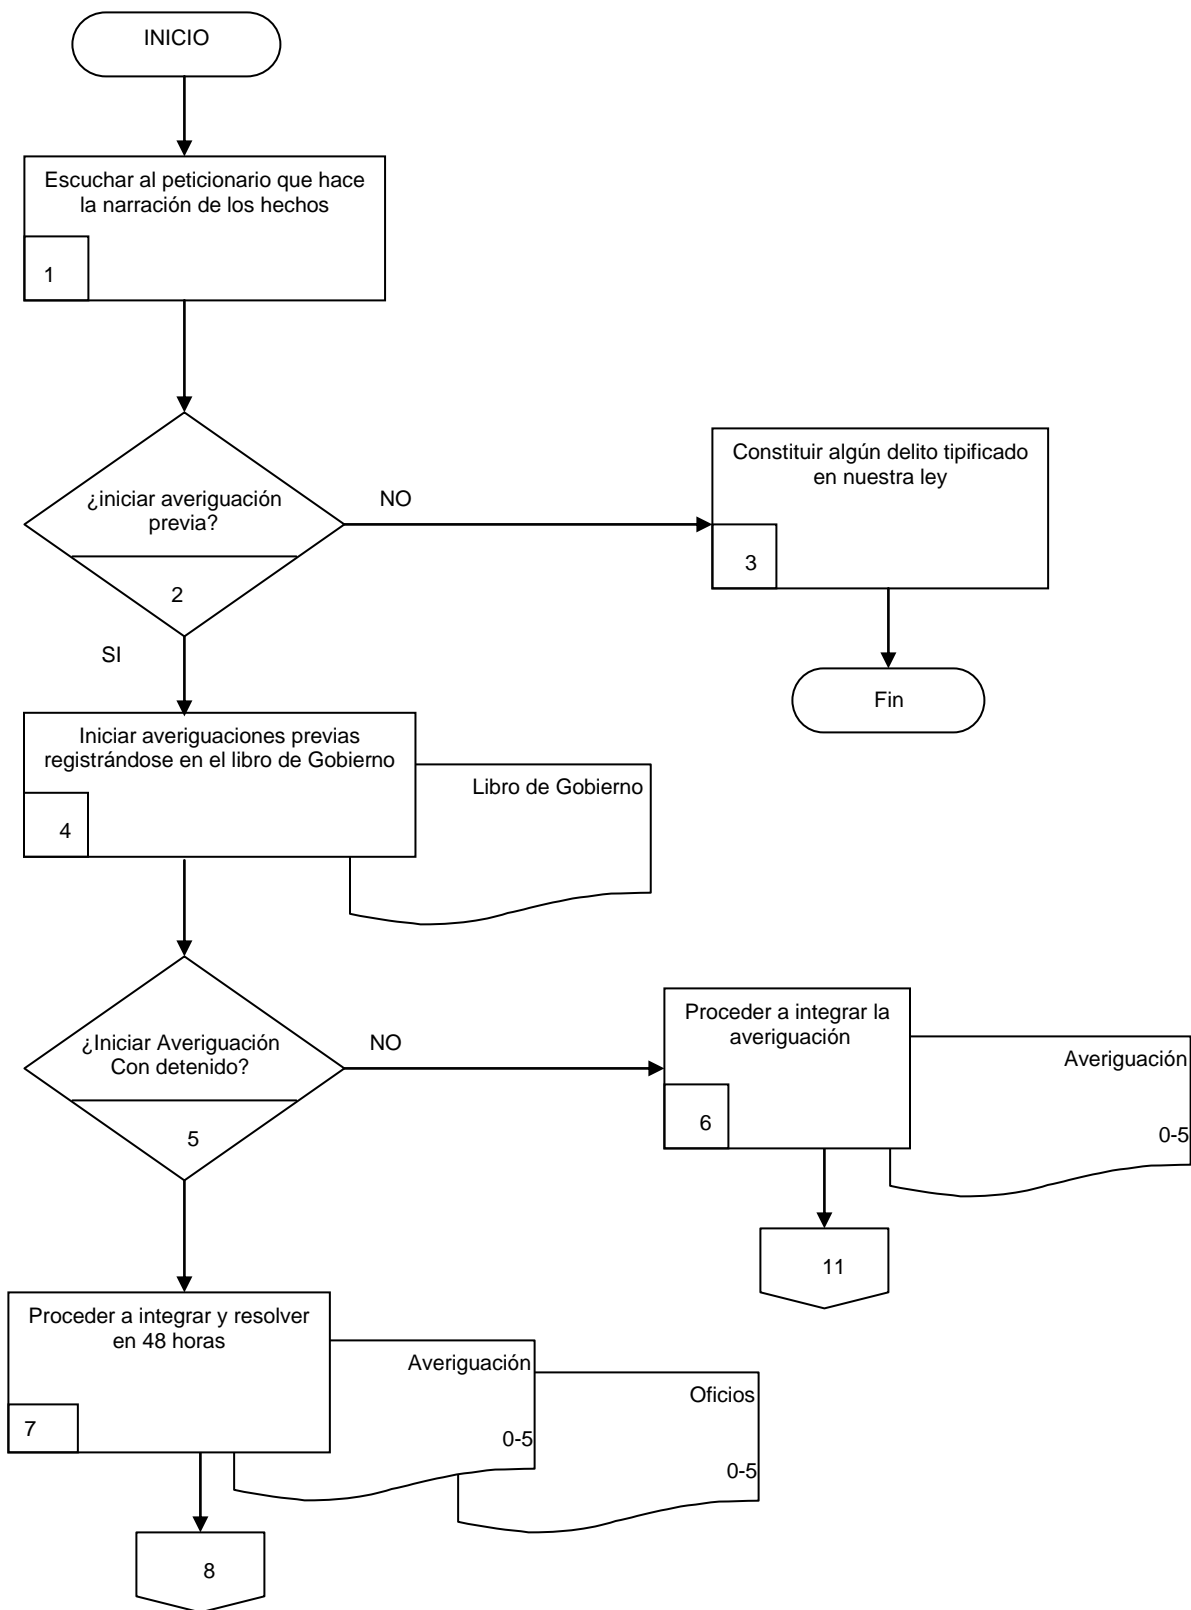 INICIO
Escuchar al peticionario que hace
la narración de los hechos
1
¿iniciar averiguación
previa?
2
NO
Constituir algún delito tipificado
en nuestra ley
3
Fin
SI
Iniciar averiguaciones previas
registrándose en el libro de Gobierno
4
Libro de Gobierno
¿Iniciar Averiguación
Con detenido?
5
NO
Proceder a integrar la
averiguación
6
Averiguación
0-5
11
Proceder a integrar y resolver
en 48 horas
7
Averiguación
0-5
Oficios
0-5
8